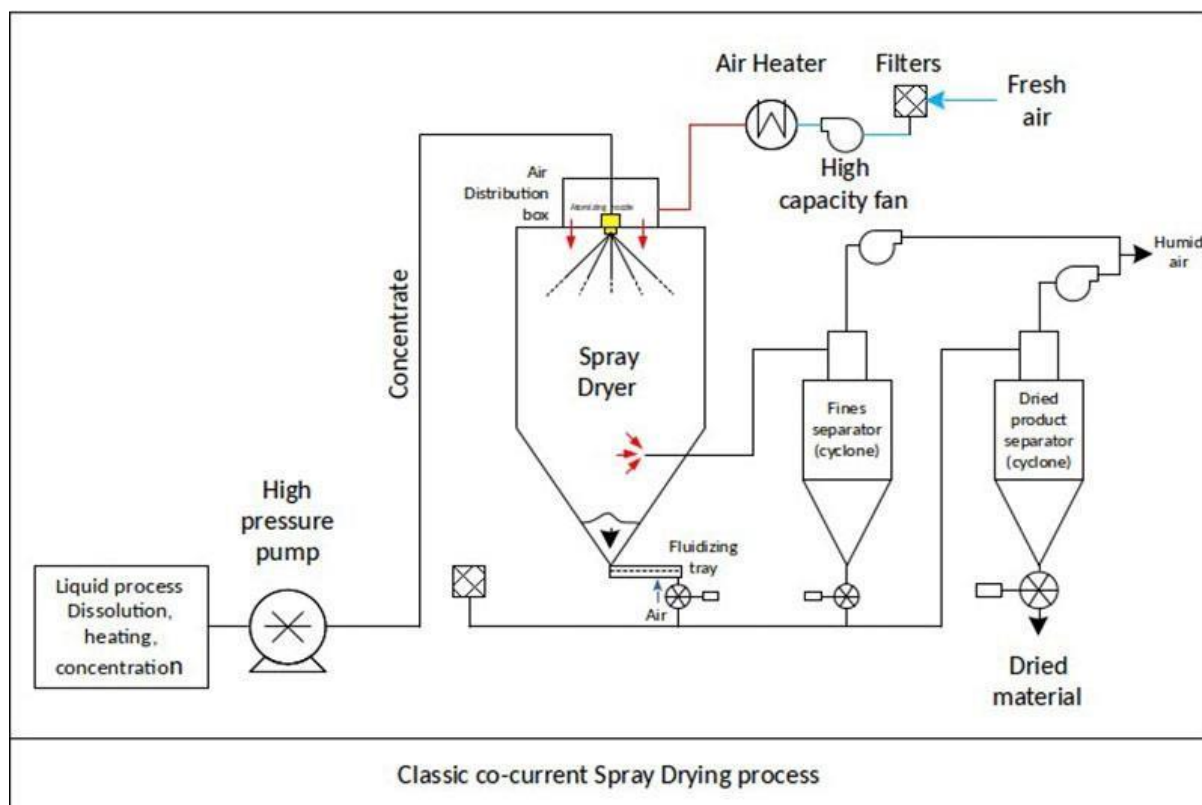 Air Heater
Filters
Fresh
air
High
capacity fan
Air
Distribution
box
Atomizing nozzle
Humid
air
Concentrate
Spray
Dryer
Fines
separator
(cyclone)
Dried
product
separator
(cyclone)
High
pressure
pump
Fluidizing
tray
Air
Liquid process
Dissolution,
heating,
concentration
Dried
material
Classic co-current Spray Drying process